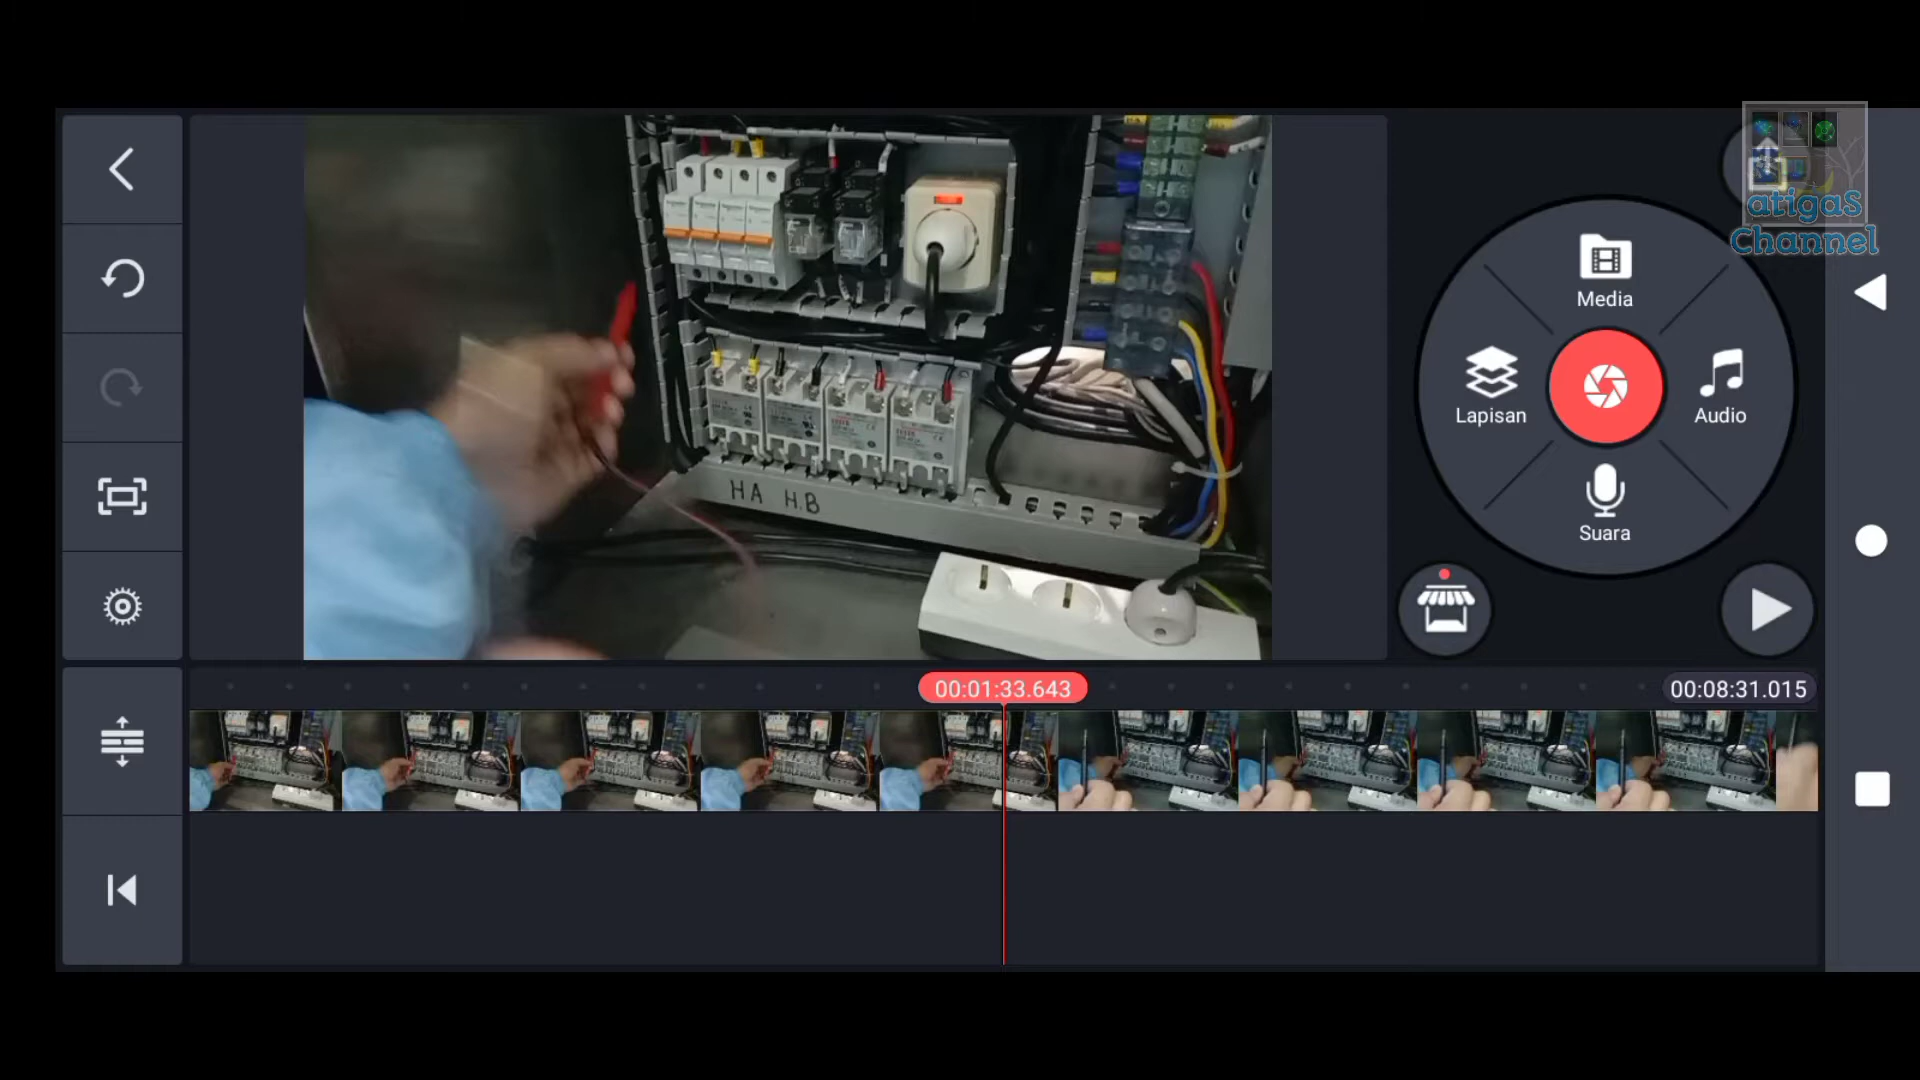 atigaS
Channel
Media
Lapisan
Audio
Suara
HA H.B
00:01:33.643
00:08:31.015